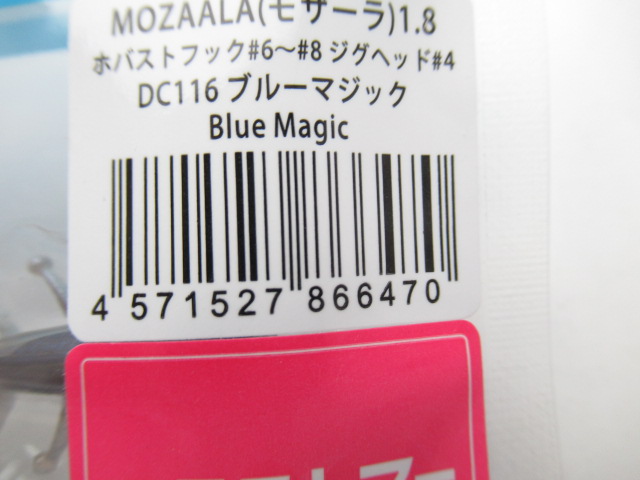 MOZAALA(モザーラ)1.8
ホバストフック#6〜#8 ジグヘッド#4
DC116 ブルーマジック
Blue Magic
4 571527 866470